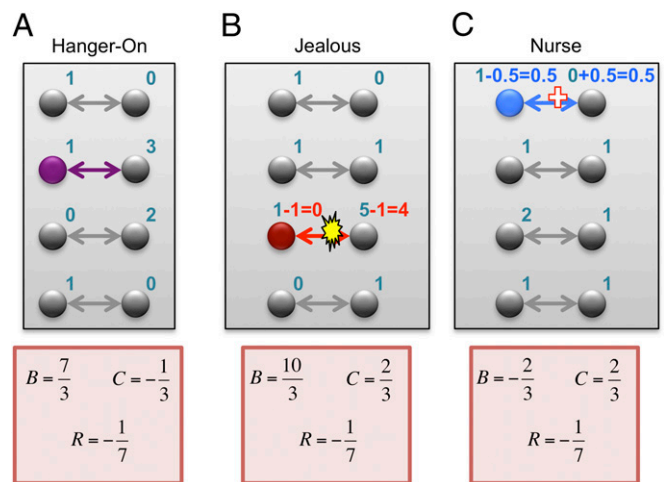 A
Hanger-On
1 0
1 3
0 2
1 0
B = 7/3 C = -1/3
R = -1/7
B
Jealous
1 0
1 1
1-1=0 5-1=4
0 1
B = 10/3 C = 2/3
R = -1/7
C
Nurse
1-0.5=0.5 0+0.5=0.5
1 1
2 1
1 1
B = -2/3 C = 2/3
R = -1/7